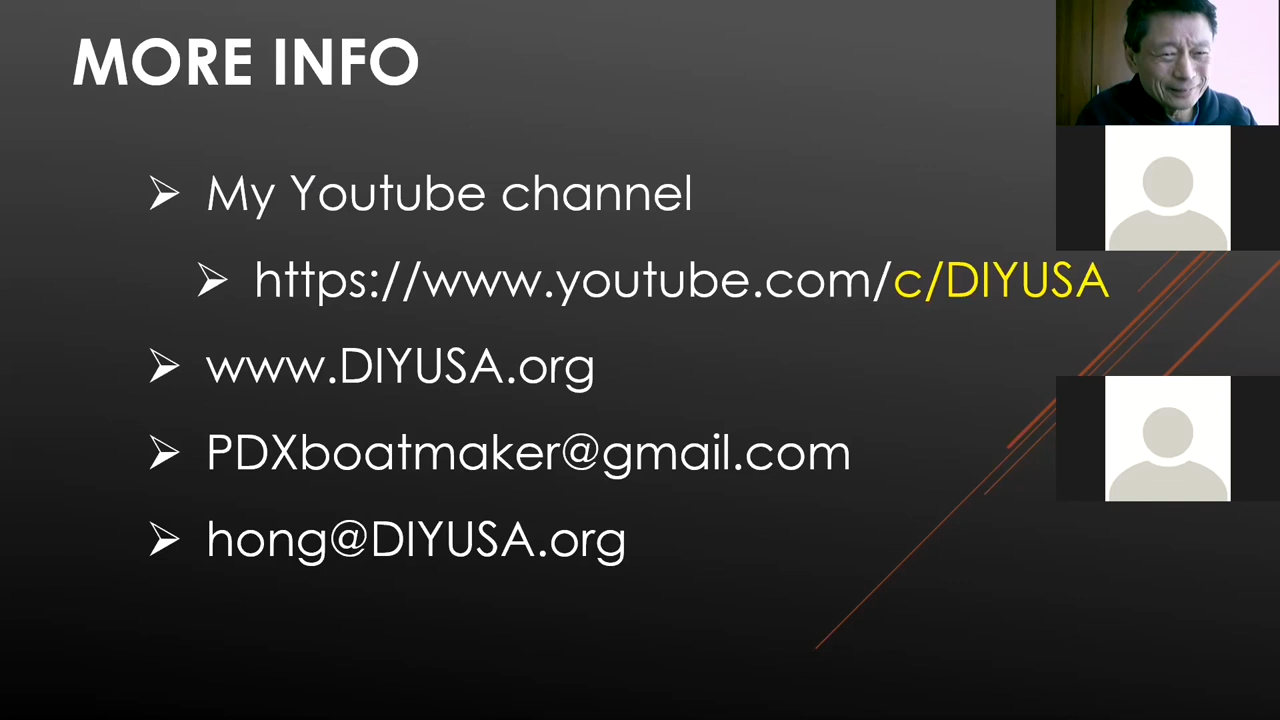 MORE INFO
My Youtube channel
https://www.youtube.com/c/DIYUSA
www.DIYUSA.org
PDXboatmaker@gmail.com
hong@DIYUSA.org